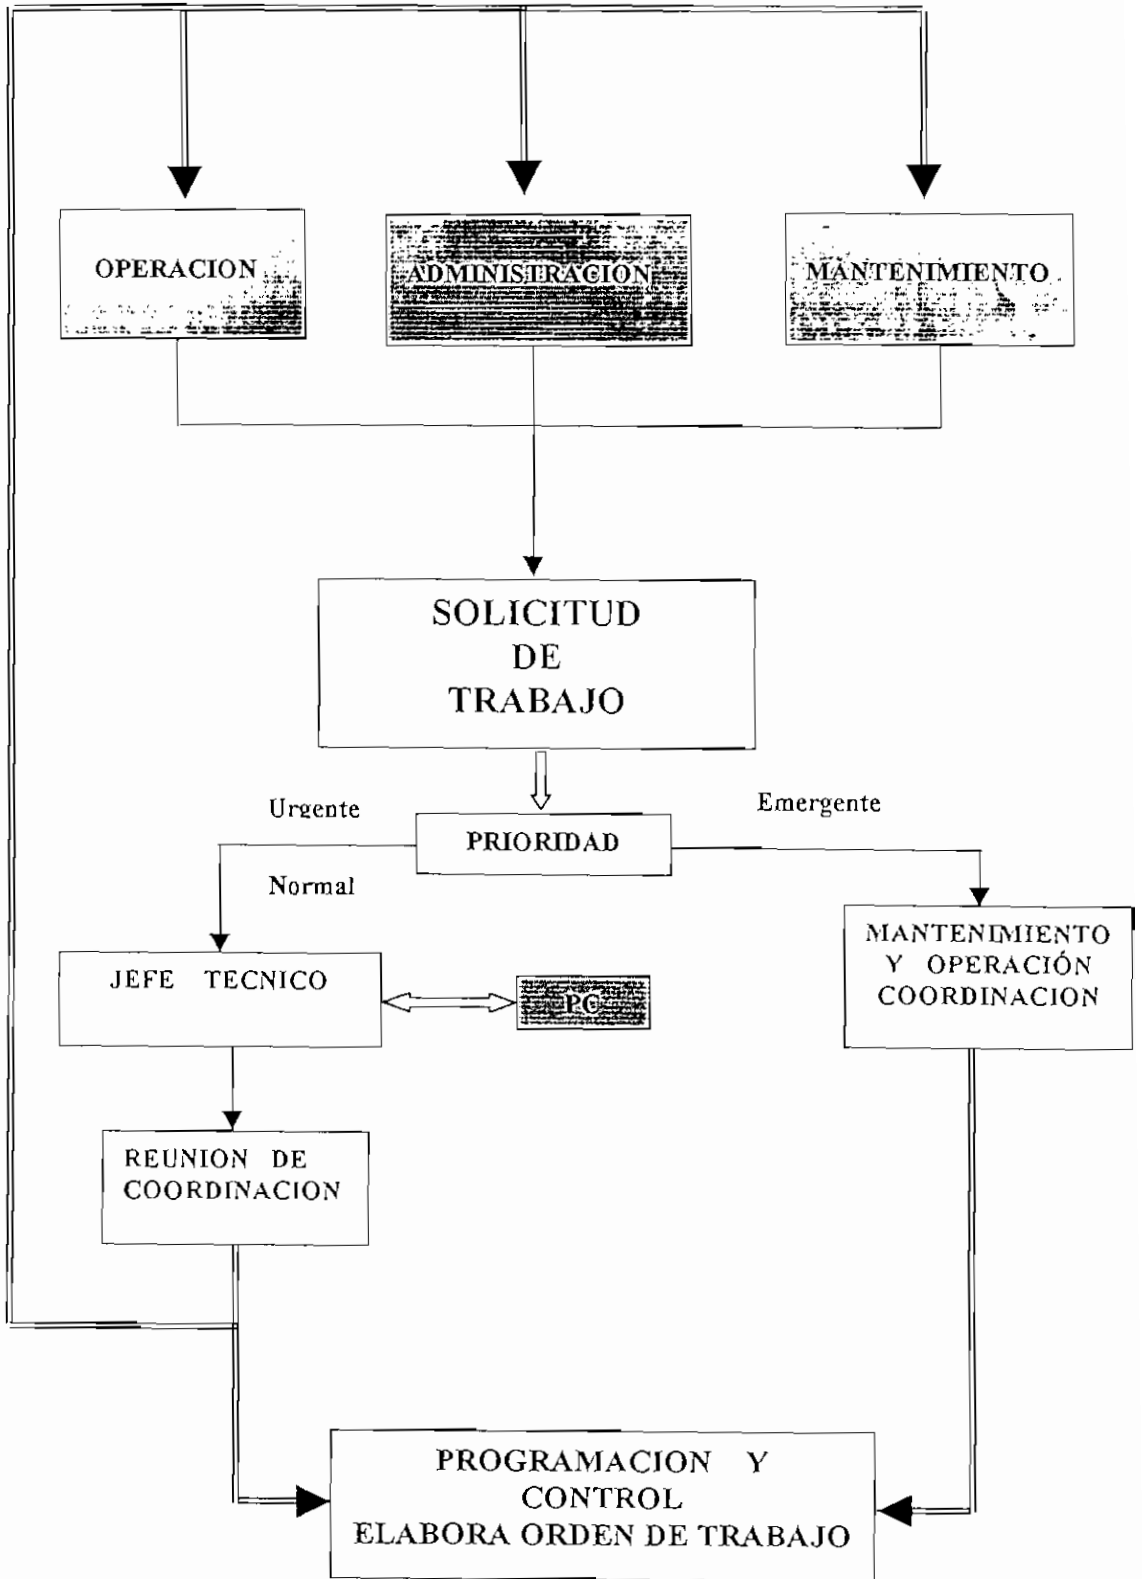 OPERACION
ADMINISTRACION
MANTENIMIENTO
SOLICITUD
DE
TRABAJO
Urgente
Emergente
PRIORIDAD
Normal
MANTENIMIENTO
Y OPERACIÓN
COORDINACION
JEFE TECNICO
PC
REUNION DE
COORDINACION
PROGRAMACION Y
CONTROL
ELABORA ORDEN DE TRABAJO